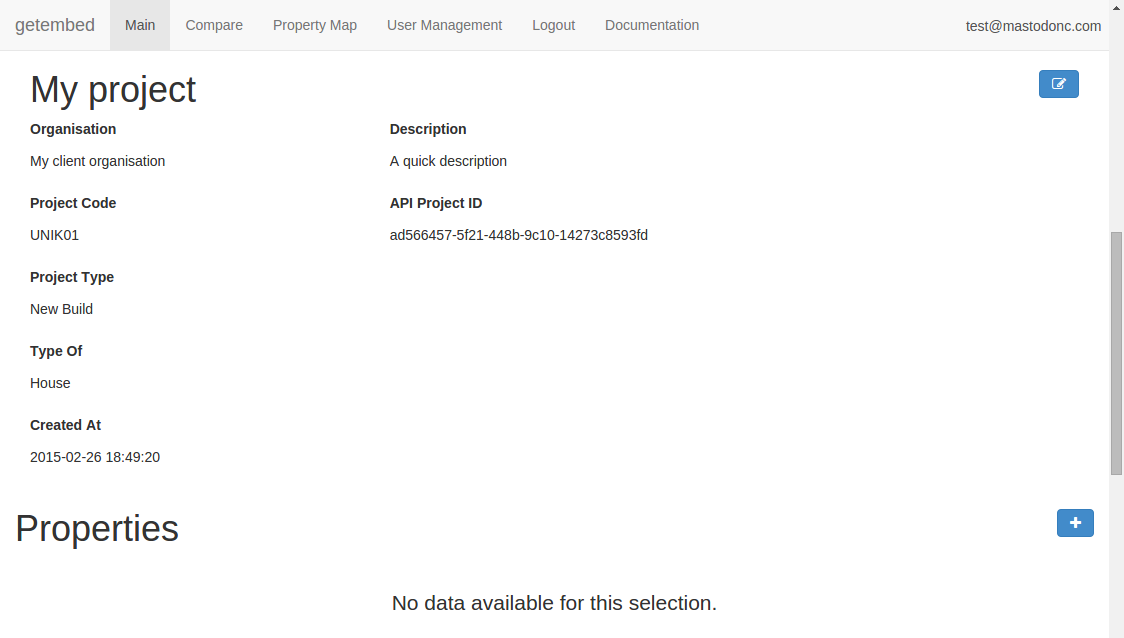 getembed Main Compare Property Map User Management Logout Documentation test@mastodonc.com
My project
Organisation Description
My client organisation A quick description
Project Code API Project ID
UNIK01 ad566457-5f21-448b-9c10-14273c8593fd
Project Type
New Build
Type Of
House
Created At
2015-02-26 18:49:20
Properties
No data available for this selection.